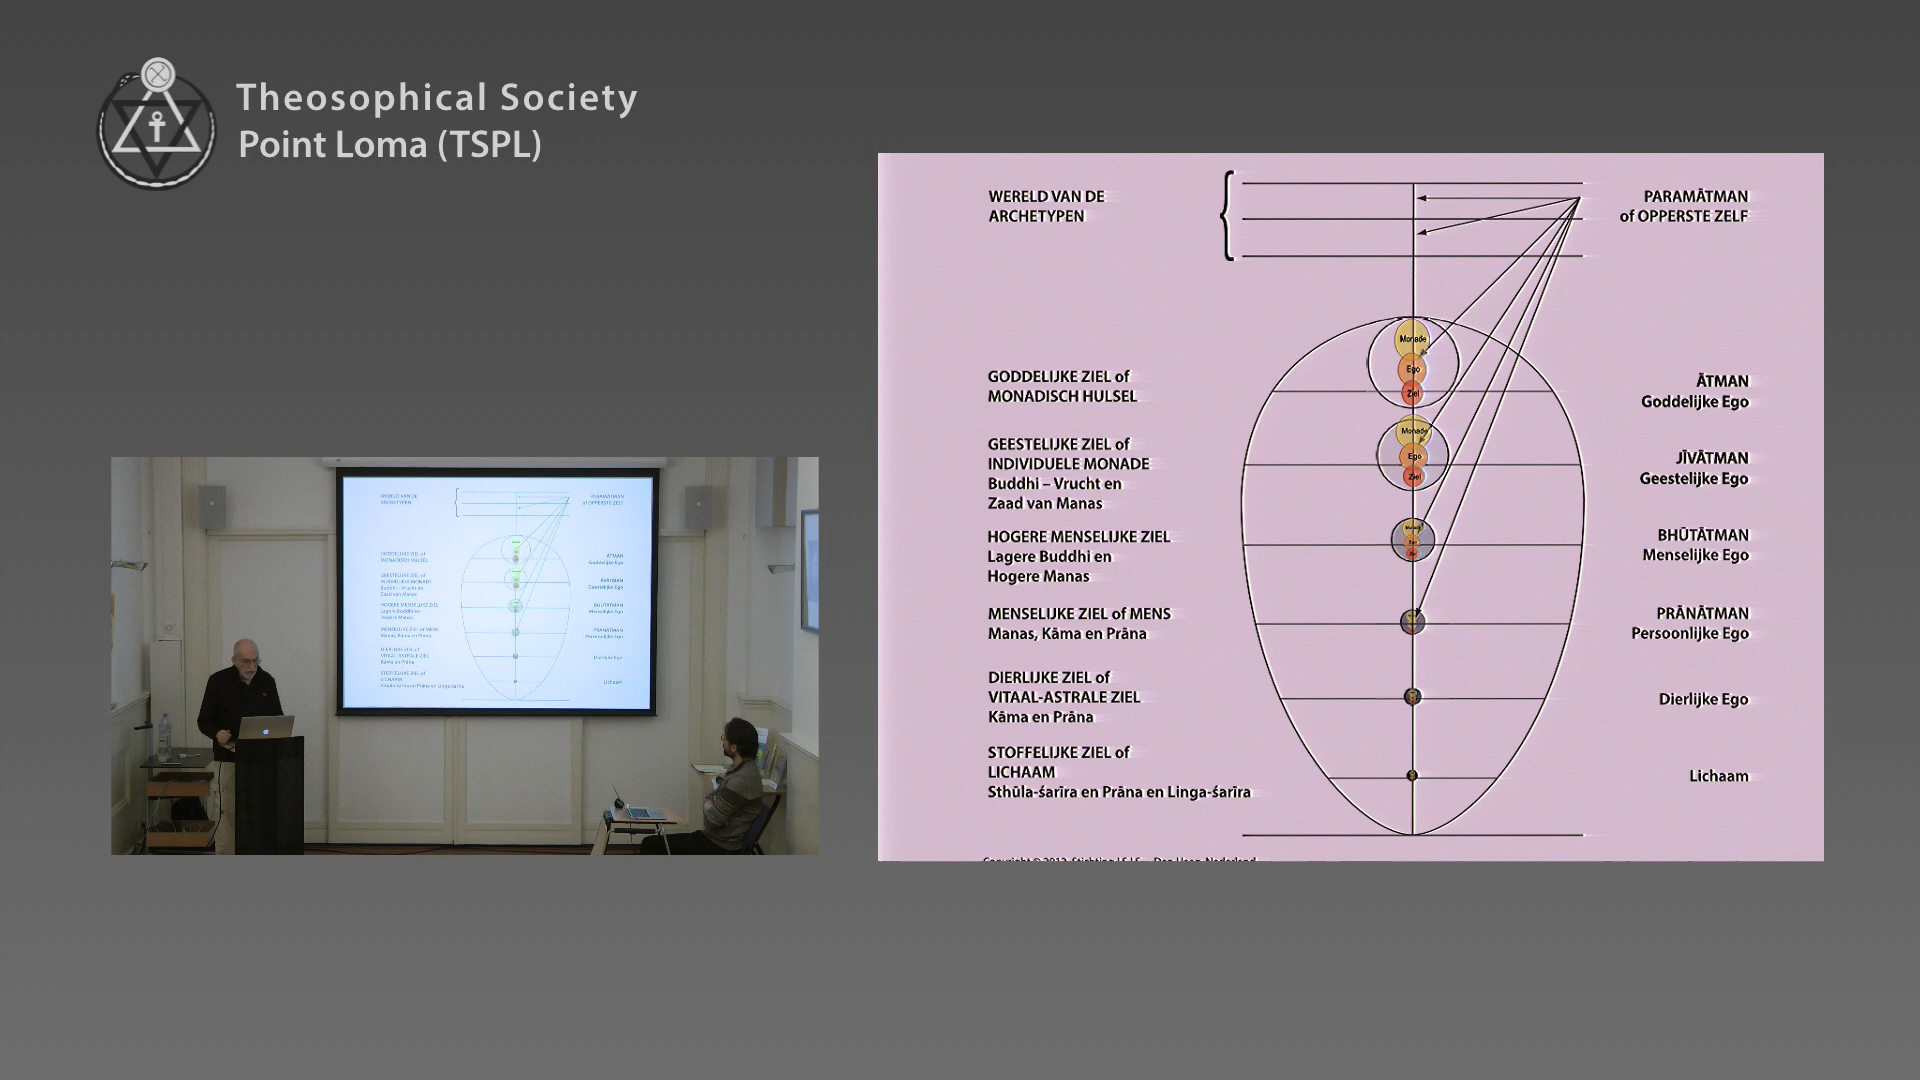 Theosophical Society
Point Loma (TSPL)
WERELD VAN DE
ARCHETYPEN
PARAMĀTMAN
of OPPERSTE ZELF
Monade
Ego
Ziel
GODDELIJKE ZIEL of
MONADISCH HULSEL
ĀTMAN
Goddelijke Ego
Monade
Ego
Ziel
GEESTELIJKE ZIEL of
INDIVIDUELE MONADE
Buddhi – Vrucht en
Zaad van Manas
JĪVĀTMAN
Geestelijke Ego
HOGERE MENSELIJKE ZIEL
Lagere Buddhi en
Hogere Manas
BHŪTĀTMAN
Menselijke Ego
MENSELIJKE ZIEL of MENS
Manas, Kāma en Prāna
PRĀNĀTMAN
Persoonlijke Ego
DIERLIJKE ZIEL of
VITAAL-ASTRALE ZIEL
Kāma en Prāna
Dierlijke Ego
STOFFELIJKE ZIEL of
LICHAAM
Sthūla-śarīra en Prāna en Linga-śarīra
Lichaam